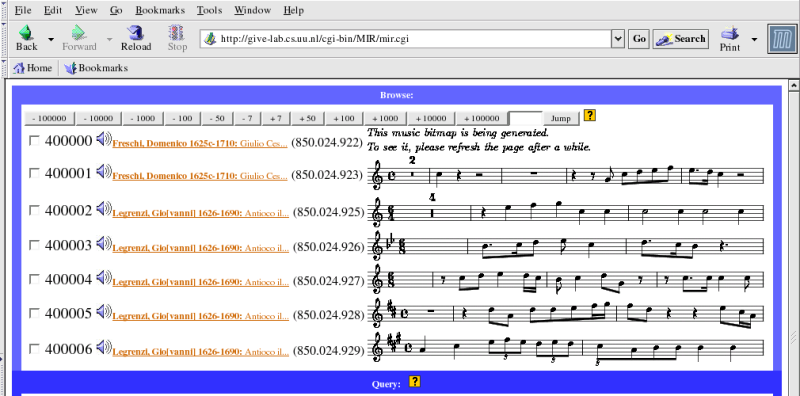 File Edit View Go Bookmarks Tools Window Help
Back Forward Reload Stop http://give-lab.cs.uu.nl/cgi-bin/MIR/mir.cgi Go Search Print
Home Bookmarks
Browse:
- 100000 - 10000 - 1000 - 100 - 50 - 7 + 7 + 50 + 100 + 1000 + 10000 + 100000 Jump ?
400000 Freschi, Domenico 1625c-1710: Giulio Ces... (850.024.922) This music bitmap is being generated.
To see it, please refresh the page after a while.
400001 Freschi, Domenico 1625c-1710: Giulio Ces... (850.024.923) 2
400002 Legrenzi, Gio[vanni] 1626-1690: Antioco il... (850.024.925) 4
400003 Legrenzi, Gio[vanni] 1626-1690: Antioco il... (850.024.926)
400004 Legrenzi, Gio[vanni] 1626-1690: Antioco il... (850.024.927)
400005 Legrenzi, Gio[vanni] 1626-1690: Antioco il... (850.024.928)
400006 Legrenzi, Gio[vanni] 1626-1690: Antioco il... (850.024.929)
Query: ?